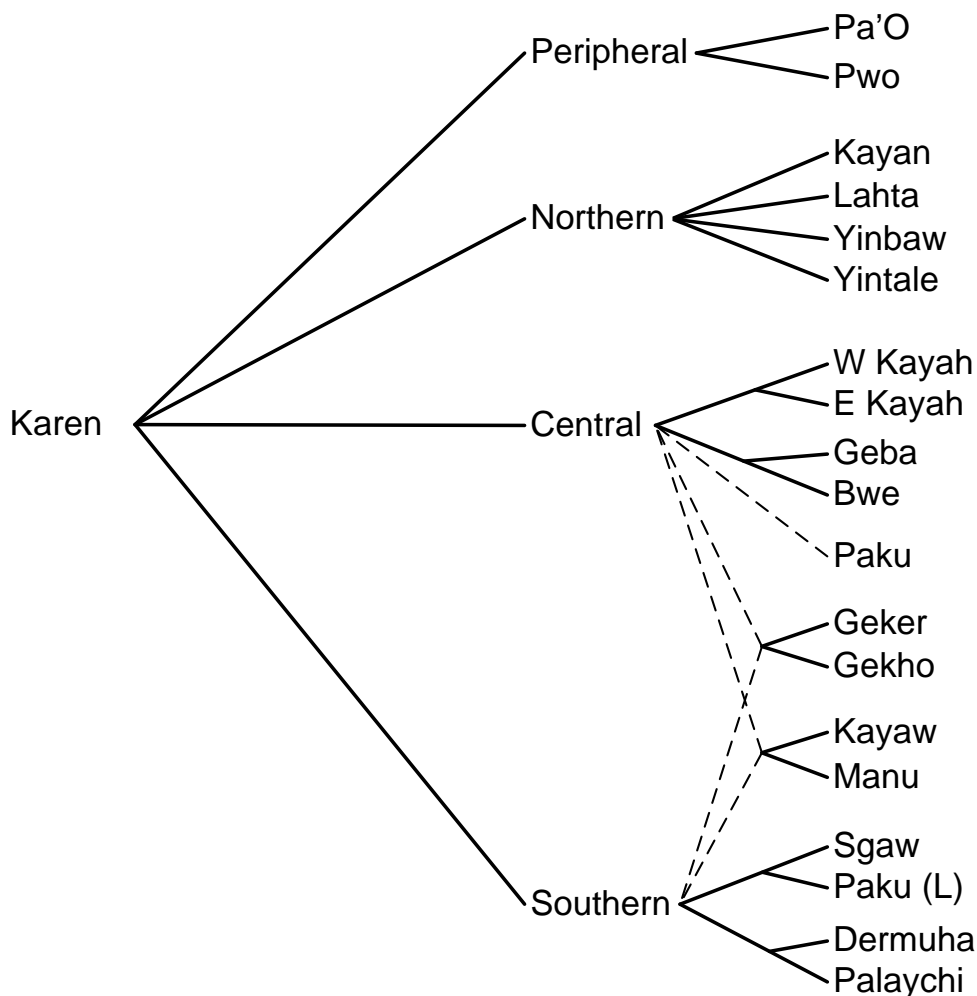 Karen
Peripheral
Pa’O
Pwo
Northern
Kayan
Lahta
Yinbaw
Yintale
Central
W Kayah
E Kayah
Geba
Bwe
Paku
Geker
Gekho
Kayaw
Manu
Southern
Sgaw
Paku (L)
Dermuha
Palaychi